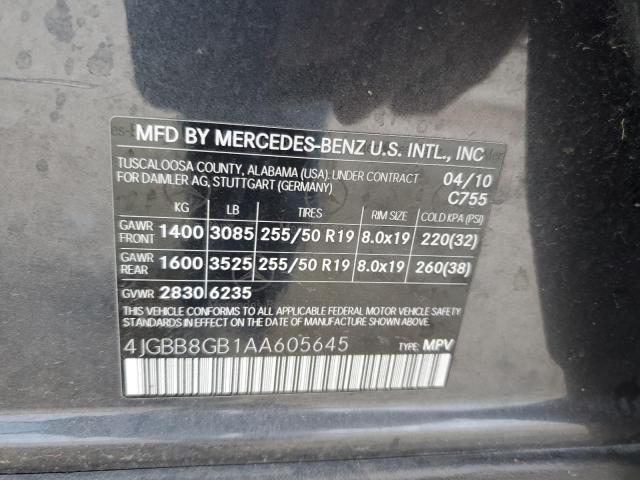 MFD BY MERCEDES-BENZ U.S. INTL., INC
TUSCALOOSA COUNTY, ALABAMA (USA). UNDER CONTRACT 04/10
FOR DAIMLER AG, STUTTGART (GERMANY) C755
KG LB TIRES RIM SIZE COLD KPA (PSI)
GAWR FRONT 1400 3085 255/50 R19 8.0x19 220(32)
GAWR REAR 1600 3525 255/50 R19 8.0x19 260(38)
GVWR 2830 6235
THIS VEHICLE CONFORMS TO ALL APPLICABLE FEDERAL MOTOR VEHICLE SAFETY
STANDARDS IN EFFECT ON THE DATE OF MANUFACTURE SHOWN ABOVE.
4JGBB8GB1AA605645 TYPE: MPV